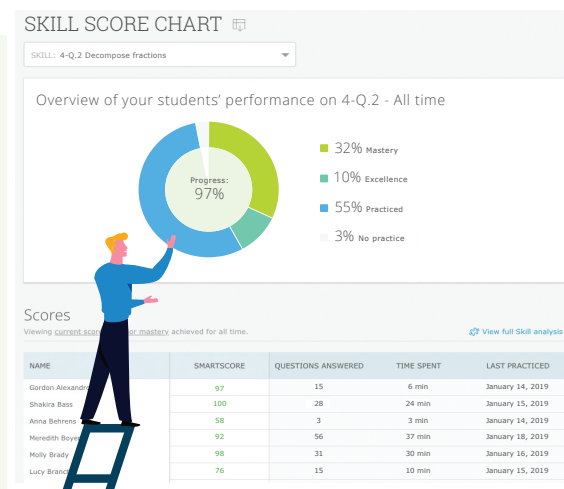 SKILL SCORE CHART
SKILL: 4-Q.2 Decompose fractions
Overview of your students' performance on 4-Q.2 - All time
Progress:
97%
32% Mastery
10% Excellence
55% Practiced
3% No practice
Scores
Viewing current or mastery achieved for all time.
View full Skill analysis
NAME SMARTSCORE QUESTIONS ANSWERED TIME SPENT LAST PRACTICED
Gordon 97 15 6 min January 14, 2019
Shakira Bass 100 28 24 min January 15, 2019
Anna Behrens 58 3 3 min January 14, 2019
Meredith 92 56 37 min January 18, 2019
Molly Brady 98 31 30 min January 16, 2019
Lucy 76 15 10 min January 15, 2019